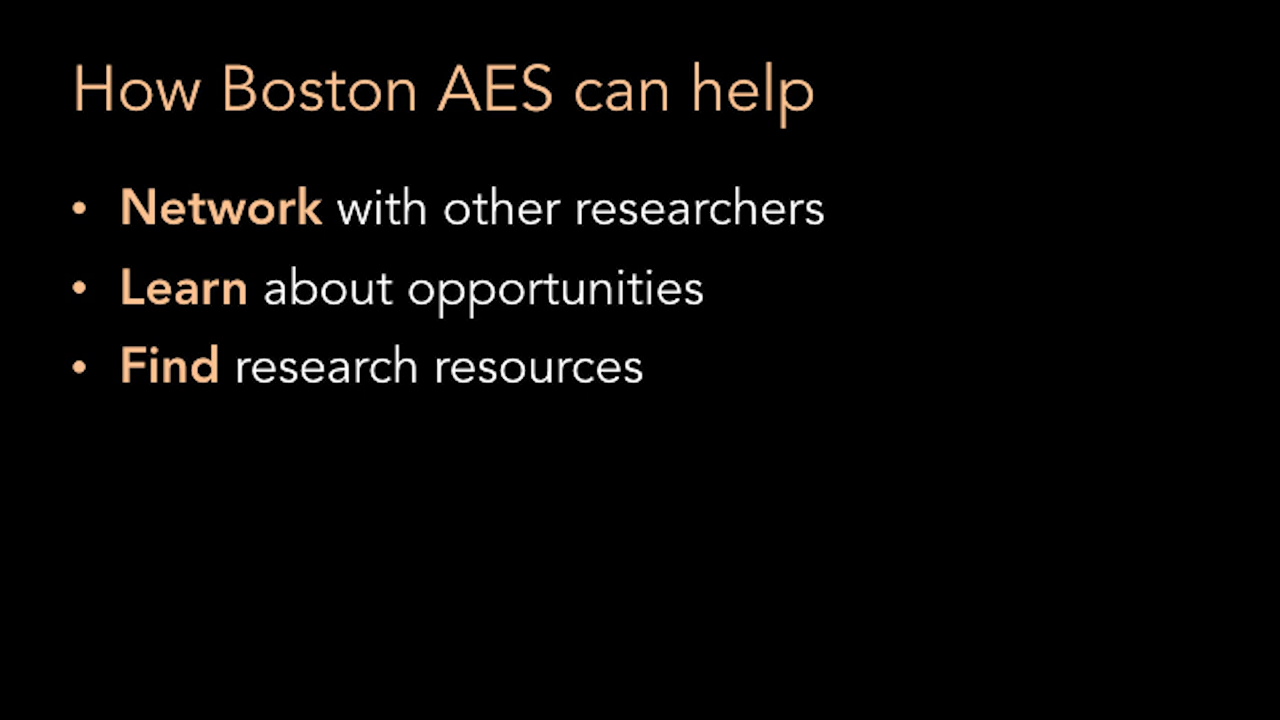 How Boston AES can help
• Network with other researchers
• Learn about opportunities
• Find research resources